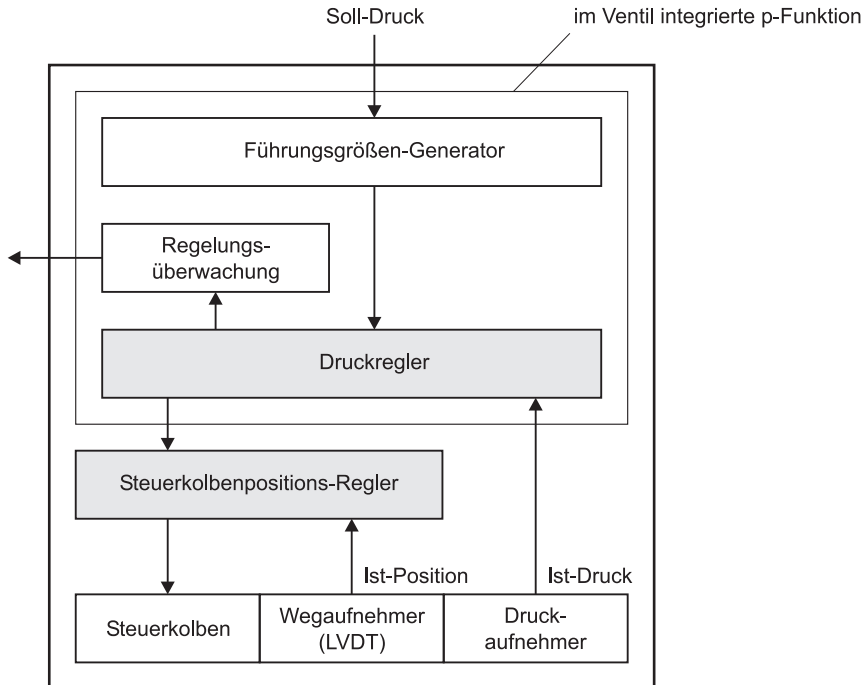 Soll-Druck
im Ventil integrierte p-Funktion
Führungsgrößen-Generator
Regelungs-
überwachung
Druckregler
Steuerkolbenpositions-Regler
Ist-Position
Ist-Druck
Steuerkolben
Wegaufnehmer
(LVDT)
Druck-
aufnehmer